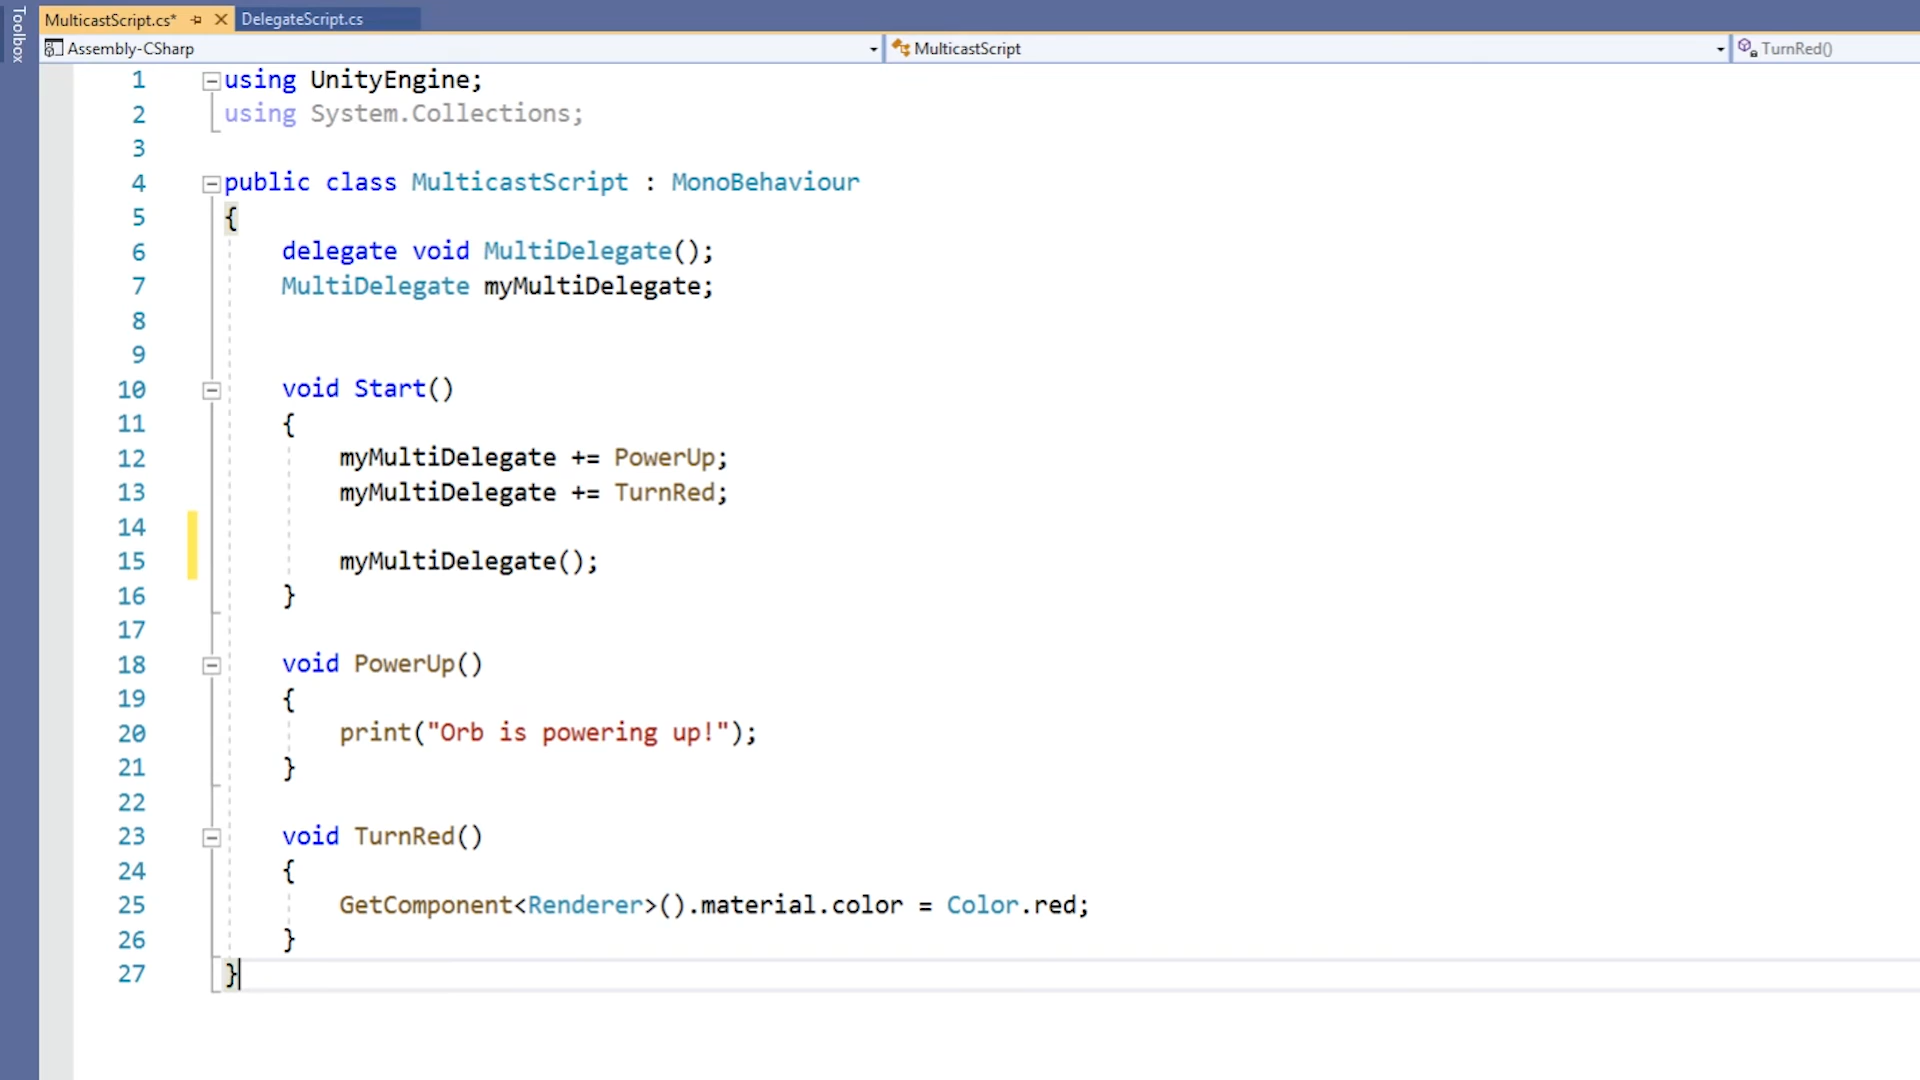 Toolbox
MulticastScript.cs* DelegateScript.cs
Assembly-CSharp MulticastScript TurnRed()
1 using UnityEngine;
2 using System.Collections;
3
4 public class MulticastScript : MonoBehaviour
5 {
6 delegate void MultiDelegate();
7 MultiDelegate myMultiDelegate;
8
9
10 void Start()
11 {
12 myMultiDelegate += PowerUp;
13 myMultiDelegate += TurnRed;
14
15 myMultiDelegate();
16 }
17
18 void PowerUp()
19 {
20 print("Orb is powering up!");
21 }
22
23 void TurnRed()
24 {
25 GetComponent<Renderer>().material.color = Color.red;
26 }
27 }